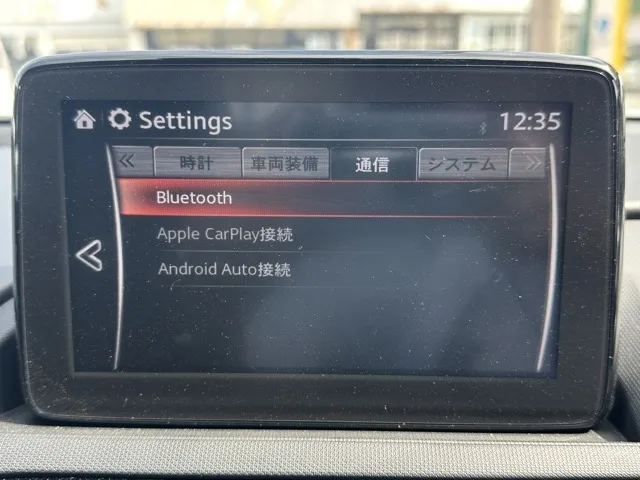 Settings 12:35
時計 車両装備 通信 システム
Bluetooth
Apple CarPlay接続
Android Auto接続